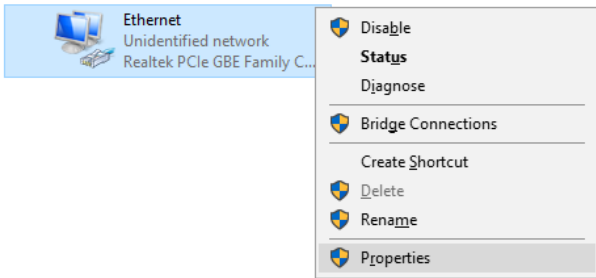 Ethernet
Unidentified network
Realtek PCIe GBE Family C...
Disable
Status
Diagnose
Bridge Connections
Create Shortcut
Delete
Rename
Properties